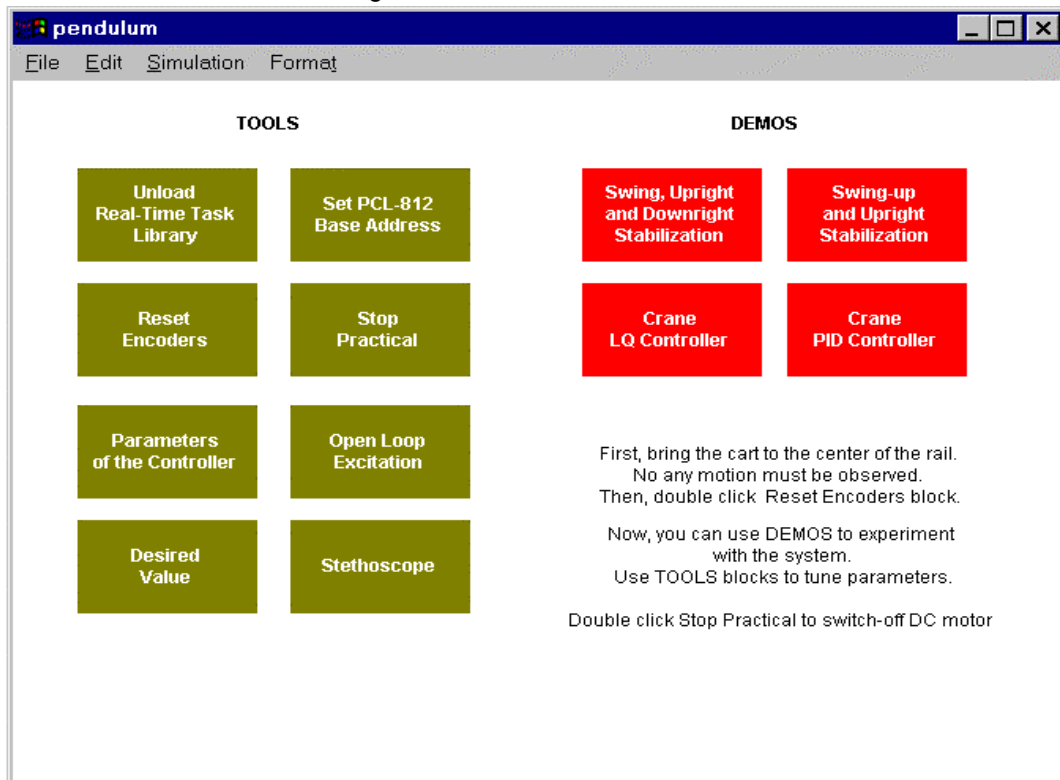 pendulum
File Edit Simulation Format
TOOLS
Unload
Real-Time Task
Library
Set PCL-812
Base Address
Reset
Encoders
Stop
Practical
Parameters
of the Controller
Open Loop
Excitation
Desired
Value
Stethoscope
DEMOS
Swing, Upright
and Downright
Stabilization
Swing-up
and Upright
Stabilization
Crane
LQ Controller
Crane
PID Controller
First, bring the cart to the center of the rail.
No any motion must be observed.
Then, double click Reset Encoders block.
Now, you can use DEMOS to experiment
with the system.
Use TOOLS blocks to tune parameters.
Double click Stop Practical to switch-off DC motor